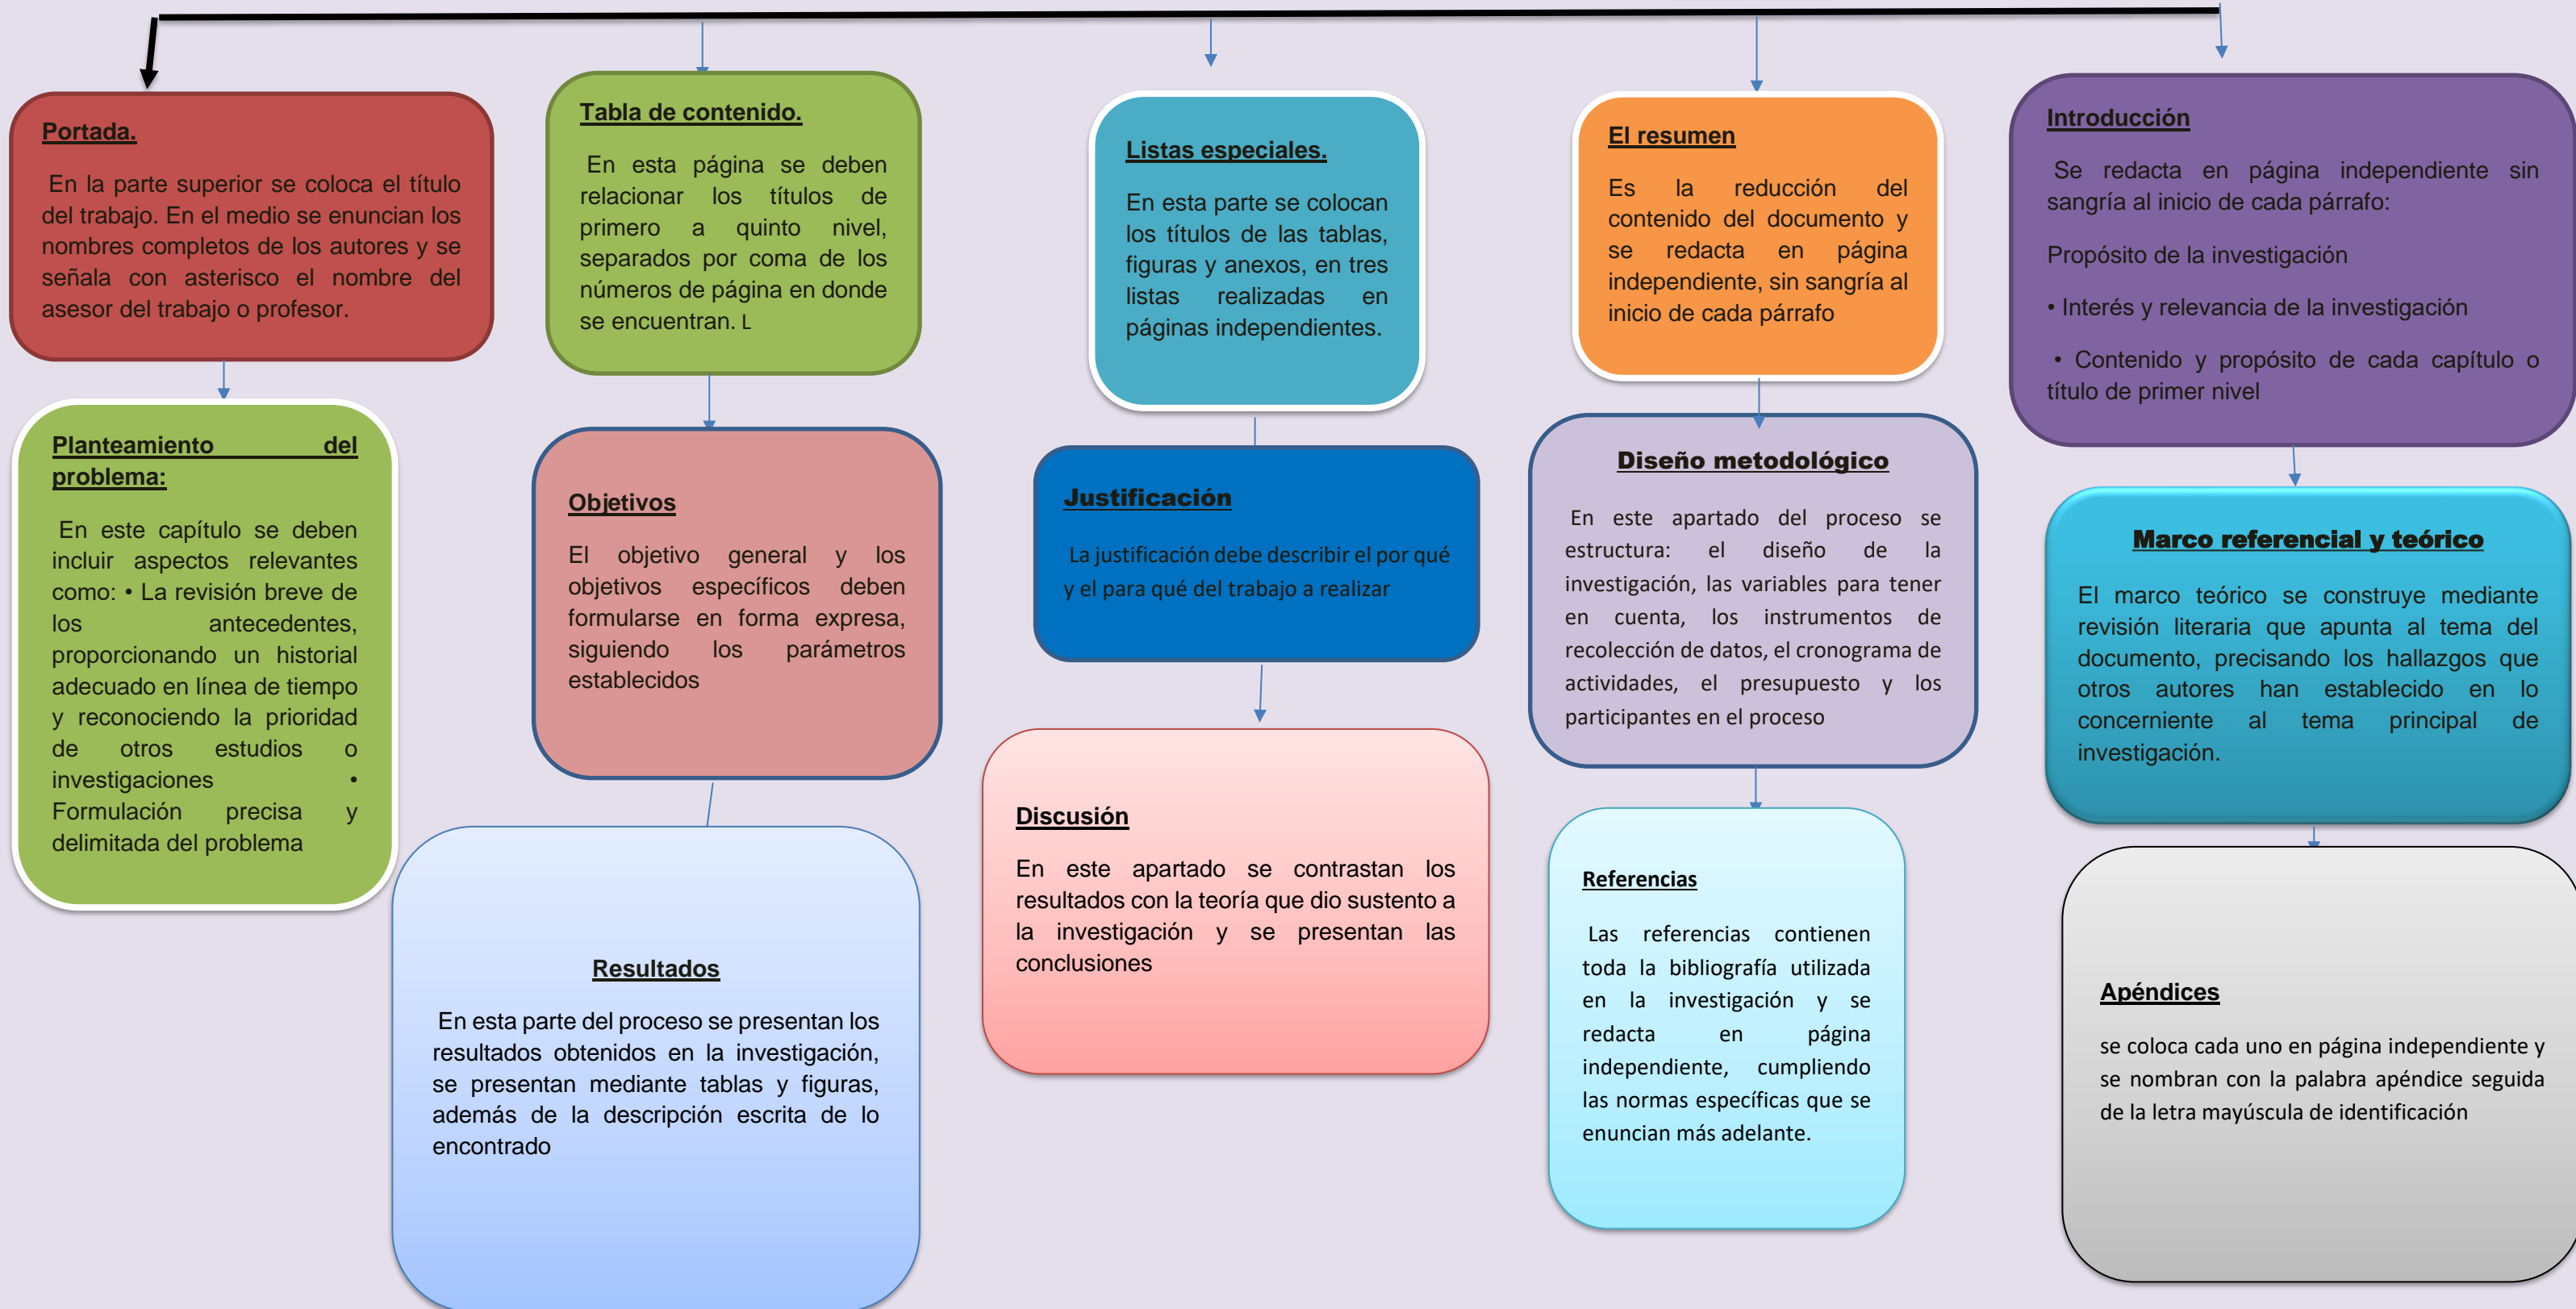 Portada.
En la parte superior se coloca el título
del trabajo. En el medio se enuncian los
nombres completos de los autores y se
señala con asterisco el nombre del
asesor del trabajo o profesor.
Tabla de contenido.
En esta página se deben
relacionar los títulos de
primero a quinto nivel,
separados por coma de los
números de página en donde
se encuentran. L
Listas especiales.
En esta parte se colocan
los títulos de las tablas,
figuras y anexos, en tres
listas realizadas en
páginas independientes.
El resumen
Es la reducción del
contenido del documento y
se redacta en página
independiente, sin sangría al
inicio de cada párrafo
Introducción
Se redacta en página independiente sin
sangría al inicio de cada párrafo:
Propósito de la investigación
• Interés y relevancia de la investigación
• Contenido y propósito de cada capítulo o
título de primer nivel
Planteamiento del
problema:
En este capítulo se deben
incluir aspectos relevantes
como: • La revisión breve de
los antecedentes,
proporcionando un historial
adecuado en línea de tiempo
y reconociendo la prioridad
de otros estudios o
investigaciones •
Formulación precisa y
delimitada del problema
Objetivos
El objetivo general y los
objetivos específicos deben
formularse en forma expresa,
siguiendo los parámetros
establecidos
Justificación
La justificación debe describir el por qué
y el para qué del trabajo a realizar
Diseño metodológico
En este apartado del proceso se
estructura: el diseño de la
investigación, las variables para tener
en cuenta, los instrumentos de
recolección de datos, el cronograma de
actividades, el presupuesto y los
participantes en el proceso
Marco referencial y teórico
El marco teórico se construye mediante
revisión literaria que apunta al tema del
documento, precisando los hallazgos que
otros autores han establecido en lo
concerniente al tema principal de
investigación.
Resultados
En esta parte del proceso se presentan los
resultados obtenidos en la investigación,
se presentan mediante tablas y figuras,
además de la descripción escrita de lo
encontrado
Discusión
En este apartado se contrastan los
resultados con la teoría que dio sustento a
la investigación y se presentan las
conclusiones
Referencias
Las referencias contienen
toda la bibliografía utilizada
en la investigación y se
redacta en página
independiente, cumpliendo
las normas específicas que se
enuncian más adelante.
Apéndices
se coloca cada uno en página independiente y
se nombran con la palabra apéndice seguida
de la letra mayúscula de identificación